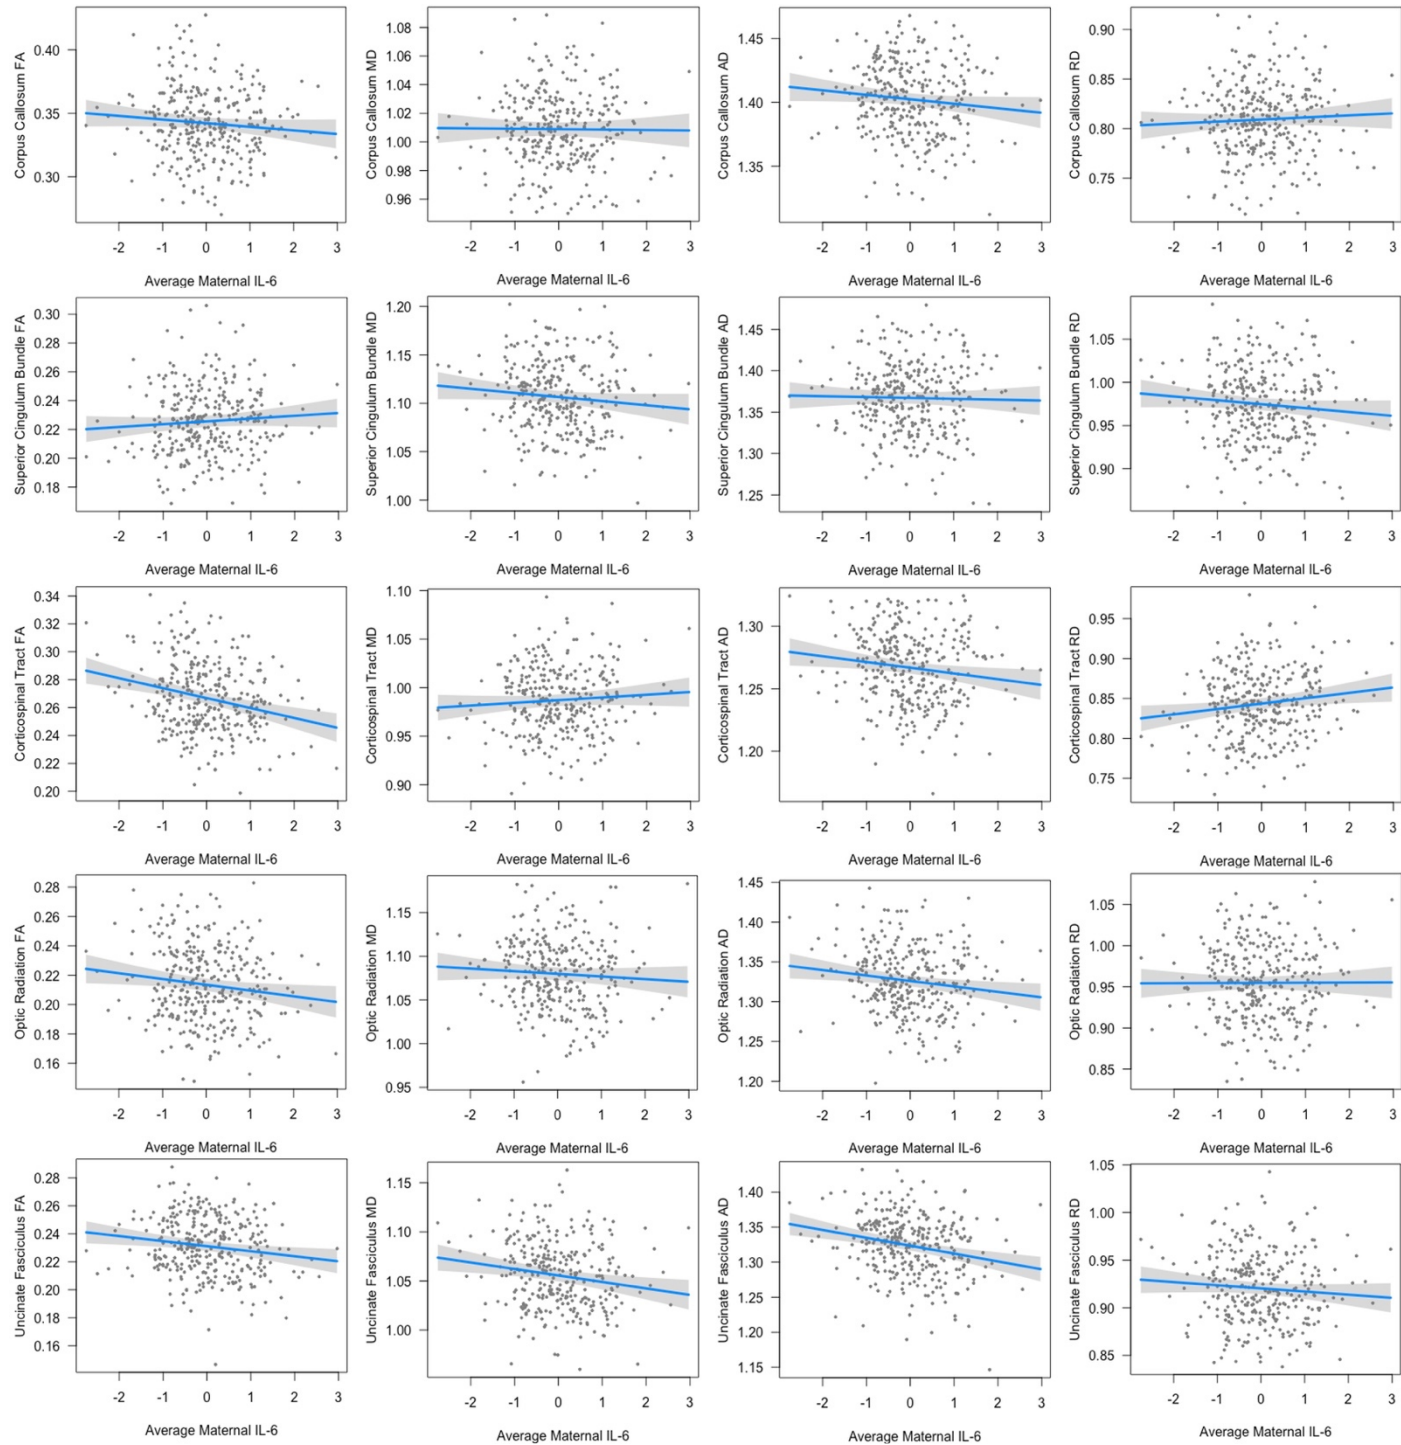 Corpus Callosum FA
0.40
0.35
0.30
-2 -1 0 1 2 3
Average Maternal IL-6
Corpus Callosum MD
1.08
1.06
1.04
1.02
1.00
0.96
-2 -1 0 1 2 3
Average Maternal IL-6
Corpus Callosum AD
1.45
1.40
1.35
-2 -1 0 1 2 3
Average Maternal IL-6
Corpus Callosum RD
0.90
0.85
0.80
0.75
-2 -1 0 1 2 3
Average Maternal IL-6
Superior Cingulum Bundle FA
0.30
0.26
0.24
0.22
0.20
0.18
-2 -1 0 1 2 3
Average Maternal IL-6
Superior Cingulum Bundle MD
1.20
1.15
1.10
1.05
1.00
-2 -1 0 1 2 3
Average Maternal IL-6
Superior Cingulum Bundle AD
1.45
1.40
1.35
1.30
1.25
-2 -1 0 1 2 3
Average Maternal IL-6
Superior Cingulum Bundle RD
1.05
1.00
0.95
0.90
-2 -1 0 1 2 3
Average Maternal IL-6
Corticospinal Tract FA
0.34
0.32
0.30
0.28
0.26
0.24
0.22
0.20
-2 -1 0 1 2 3
Average Maternal IL-6
Corticospinal Tract MD
1.10
1.05
1.00
0.95
0.90
-2 -1 0 1 2 3
Average Maternal IL-6
Corticospinal Tract AD
1.30
1.25
1.20
-2 -1 0 1 2 3
Average Maternal IL-6
Corticospinal Tract RD
0.95
0.90
0.85
0.80
0.75
-2 -1 0 1 2 3
Average Maternal IL-6
Optic Radiation FA
0.28
0.26
0.24
0.22
0.20
0.18
0.16
-2 -1 0 1 2 3
Average Maternal IL-6
Optic Radiation MD
1.15
1.10
1.05
1.00
0.95
-2 -1 0 1 2 3
Average Maternal IL-6
Optic Radiation AD
1.45
1.40
1.35
1.30
1.25
1.20
-2 -1 0 1 2 3
Average Maternal IL-6
Optic Radiation RD
1.05
1.00
0.95
0.90
0.85
-2 -1 0 1 2 3
Average Maternal IL-6
Uncinate Fasciculus FA
0.28
0.26
0.24
0.22
0.20
0.18
0.16
-2 -1 0 1 2 3
Average Maternal IL-6
Uncinate Fasciculus MD
1.15
1.10
1.05
1.00
-2 -1 0 1 2 3
Average Maternal IL-6
Uncinate Fasciculus AD
1.40
1.35
1.30
1.25
1.20
1.15
-2 -1 0 1 2 3
Average Maternal IL-6
Uncinate Fasciculus RD
1.05
1.00
0.95
0.90
0.85
-2 -1 0 1 2 3
Average Maternal IL-6